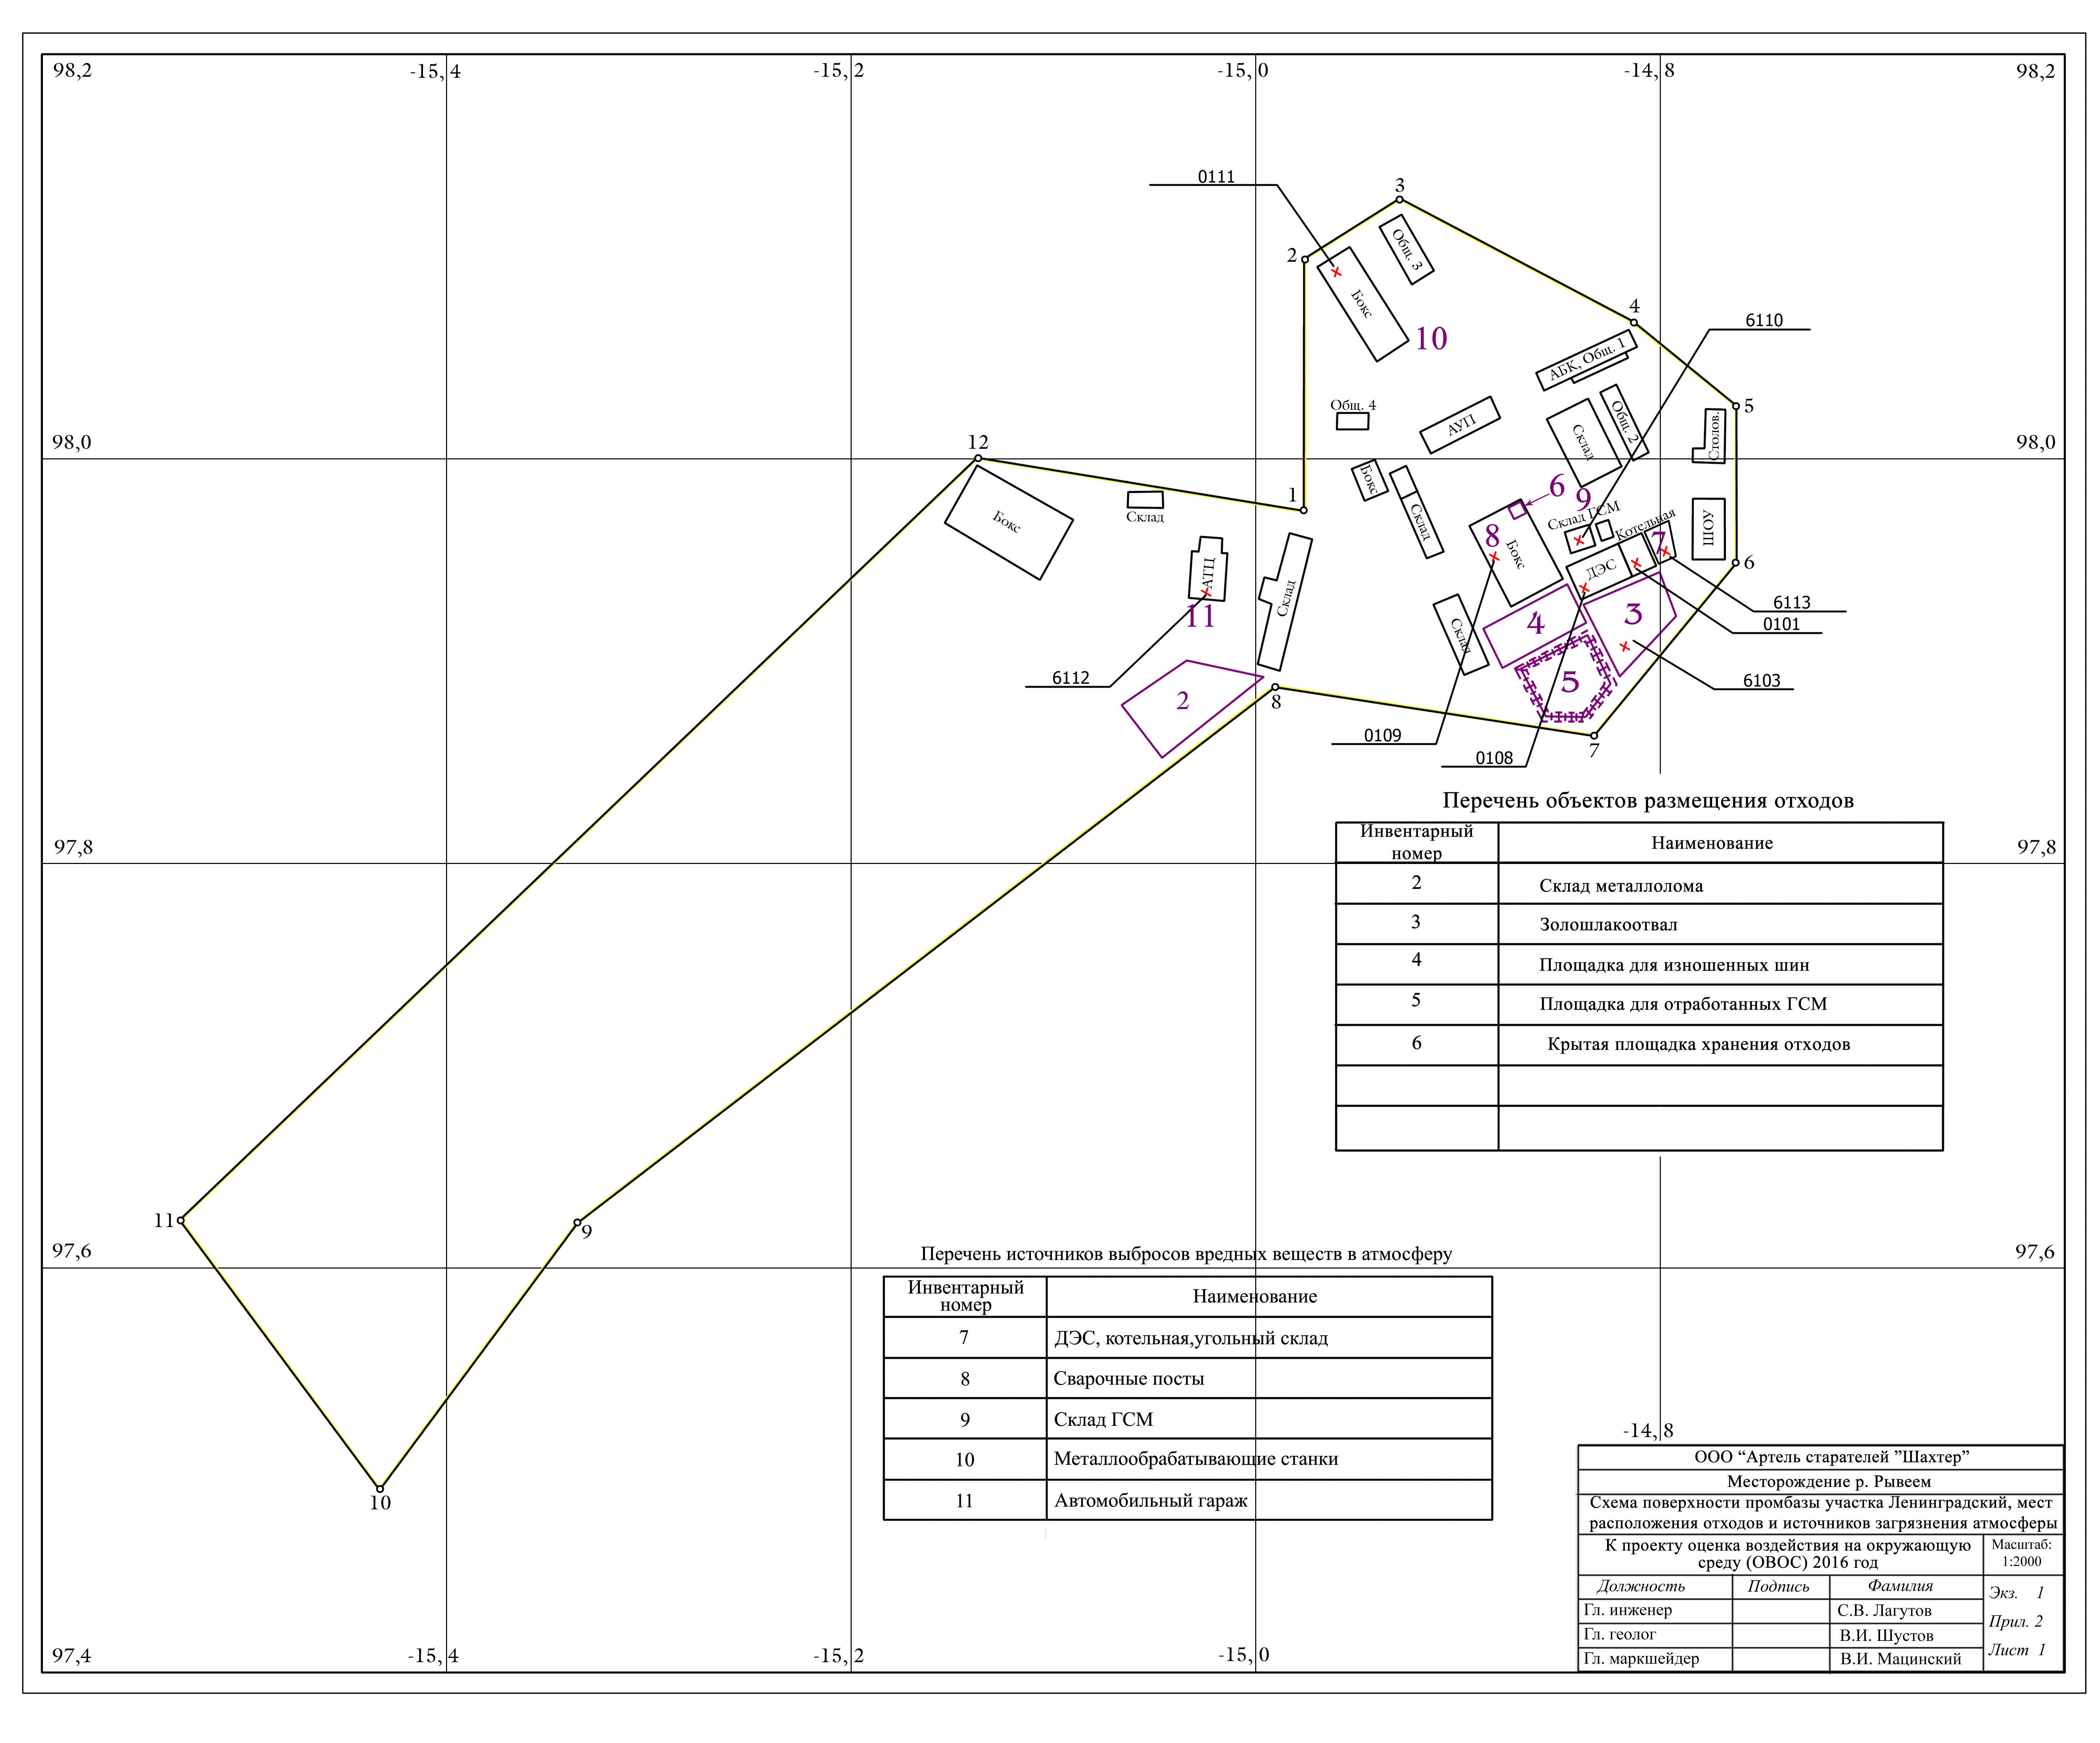 98,2
-15,4
-15,2
-15,0
-14,8
98,2
0111
3
2
Общ. 3
Бокс
10
4
6110
АБК, Общ. 1
Общ. 4
АУП
Общ. 2
Склад
5
Столов.
98,0
12
98,0
Бокс
1
Склад
Бокс
Склад
6
9
Склад ГСМ
Котельная
8
Бокс
7
ШОУ
6
АТЦ
ДЭС
Склад
11
Склад
4
3
6113
0101
6112
2
5
6103
8
0109
0108
7
97,8
97,8
Перечень объектов размещения отходов
Инвентарный номер
Наименование
2 Склад металлолома
3 Золошлакоотвал
4 Площадка для изношенных шин
5 Площадка для отработанных ГСМ
6 Крытая площадка хранения отходов
11
9
97,6
97,6
10
Перечень источников выбросов вредных веществ в атмосферу
Инвентарный номер
Наименование
7 ДЭС, котельная,угольный склад
8 Сварочные посты
9 Склад ГСМ
10 Металлообрабатывающие станки
11 Автомобильный гараж
-14,8
ООО “Артель старателей ”Шахтер”
Месторождение р. Рывеем
Схема поверхности промбазы участка Ленинградский, мест
расположения отходов и источников загрязнения атмосферы
К проекту оценка воздействия на окружающую
среду (ОВОС) 2016 год
Масштаб:
1:2000
Должность Подпись Фамилия
Экз. 1
Гл. инженер С.В. Лагутов
Прил. 2
Гл. геолог В.И. Шустов
Лист 1
Гл. маркшейдер В.И. Мацинский
97,4
-15,4
-15,2
-15,0